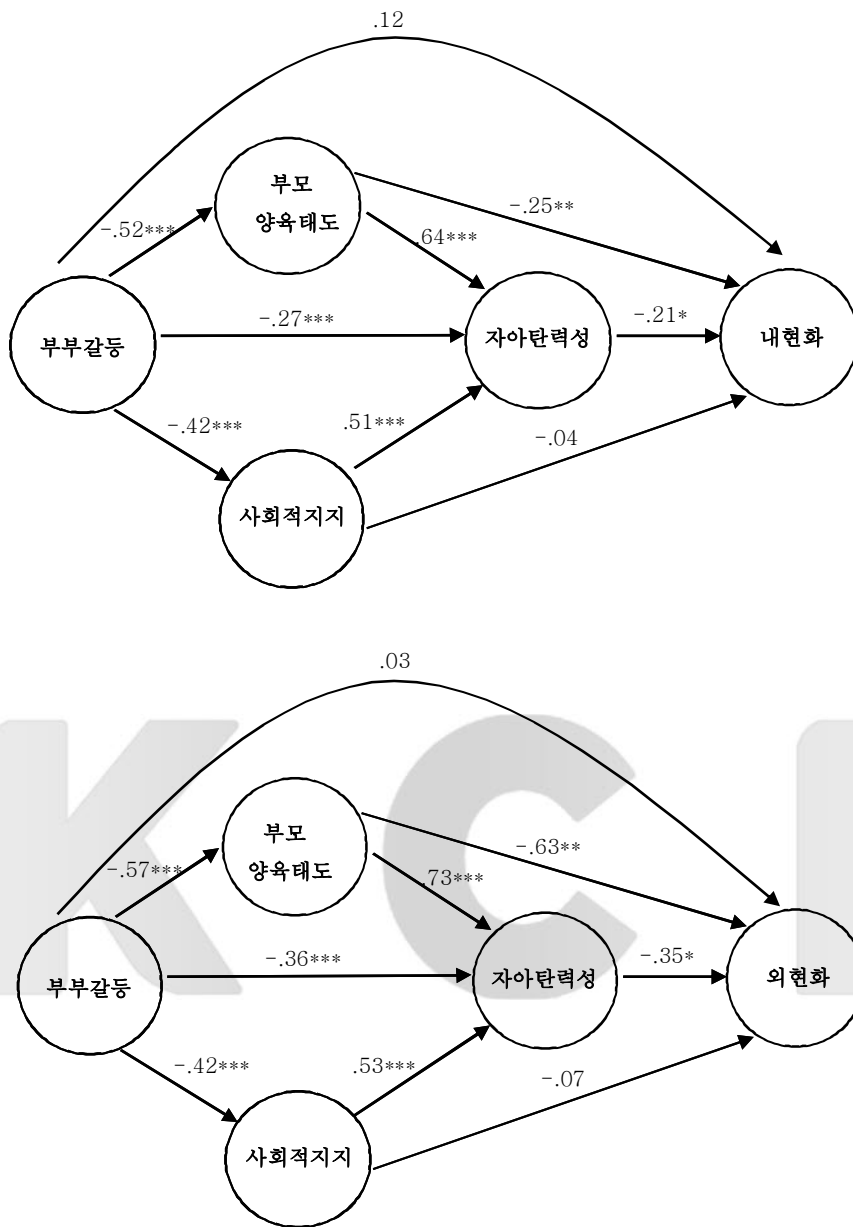 .12
부모
양육태도
-.25**
-.52***
.64***
-.27***
-.21*
부부갈등
자아탄력성
내현화
-.42***
.51***
-.04
사회적지지
.03
부모
양육태도
-.63**
-.57***
.73***
-.36***
-.35*
부부갈등
자아탄력성
외현화
-.42***
.53***
-.07
사회적지지
K C I